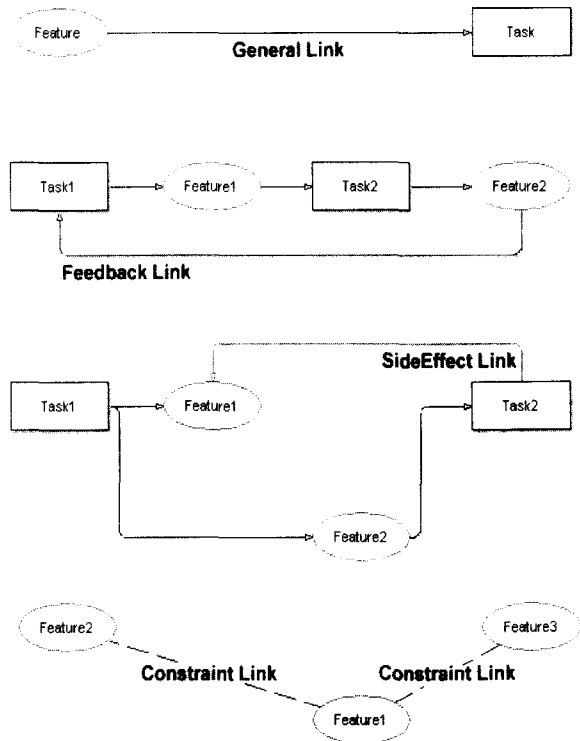 Feature
Task
General Link
Task1
Feature1
Task2
Feature2
Feedback Link
SideEffect Link
Task1
Feature1
Task2
Feature2
Feature2
Feature3
Constraint Link
Constraint Link
Feature1